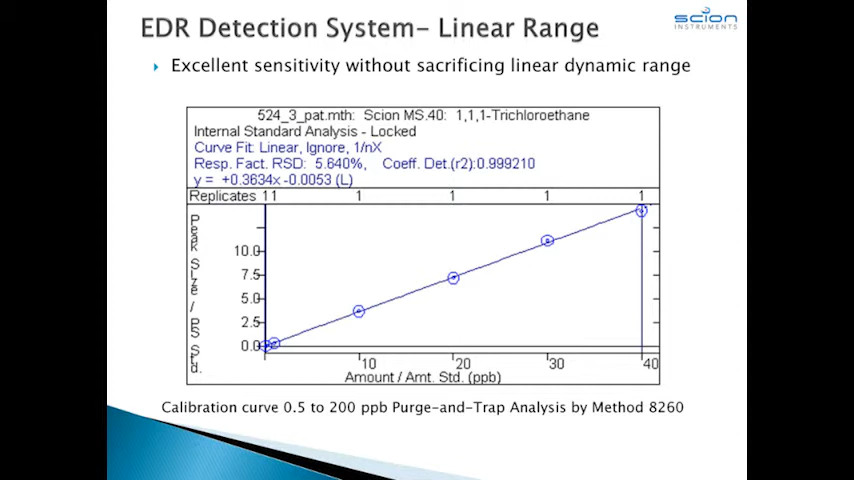 EDR Detection System- Linear Range
scion
INSTRUMENTS
Excellent sensitivity without sacrificing linear dynamic range
524_3_pat.mth: Scion MS.40: 1,1,1-Trichloroethane
Internal Standard Analysis - Locked
Curve Fit: Linear, Ignore, 1/nX
Resp. Fact. RSD: 5.640%, Coeff. Det.(r2):0.999210
y = +0.3634x -0.0053 (L)
Replicates 1 1 1 1 1 1
Peak Size / PS Std.
10.0
7.5
5.0
2.5
0.0
10 20 30 40
Amount / Amt. Std. (ppb)
Calibration curve 0.5 to 200 ppb Purge-and-Trap Analysis by Method 8260